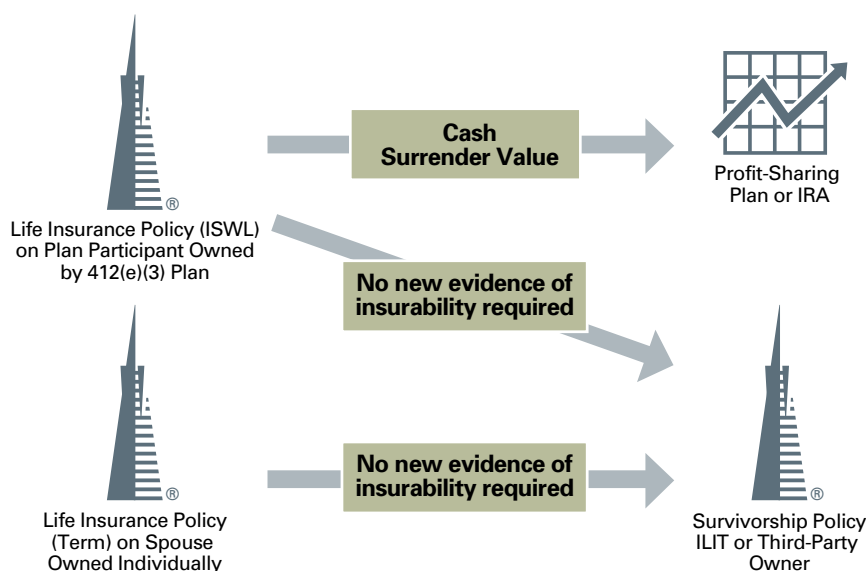 Cash
Surrender Value
®
Life Insurance Policy (ISWL)
on Plan Participant Owned
by 412(e)(3) Plan
Profit-Sharing
Plan or IRA
No new evidence of
insurability required
No new evidence of
insurability required
®
Life Insurance Policy
(Term) on Spouse
Owned Individually
®
Survivorship Policy
ILIT or Third-Party
Owner